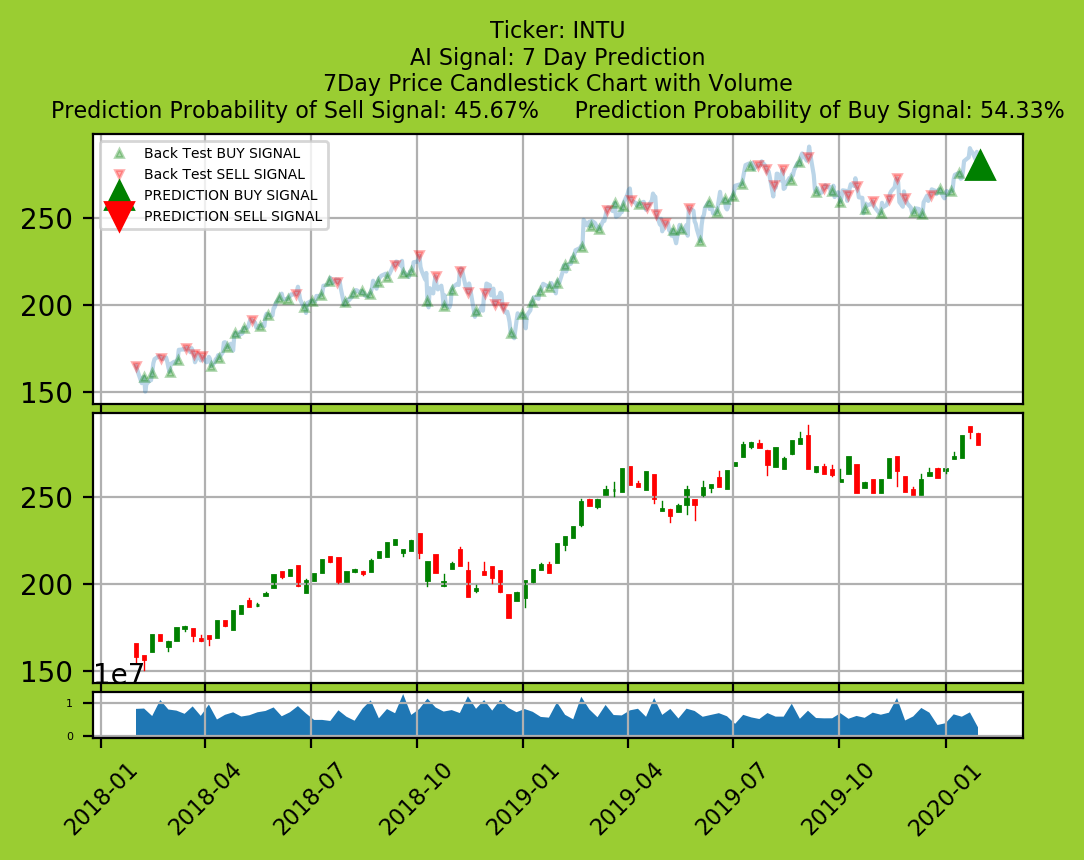 Ticker: INTU
AI Signal: 7 Day Prediction
7Day Price Candlestick Chart with Volume
Prediction Probability of Sell Signal: 45.67% Prediction Probability of Buy Signal: 54.33%
Back Test BUY SIGNAL
Back Test SELL SIGNAL
PREDICTION BUY SIGNAL
PREDICTION SELL SIGNAL
250
200
150
250
200
150
1e7
1
0
2018-01
2018-04
2018-07
2018-10
2019-01
2019-04
2019-07
2019-10
2020-01